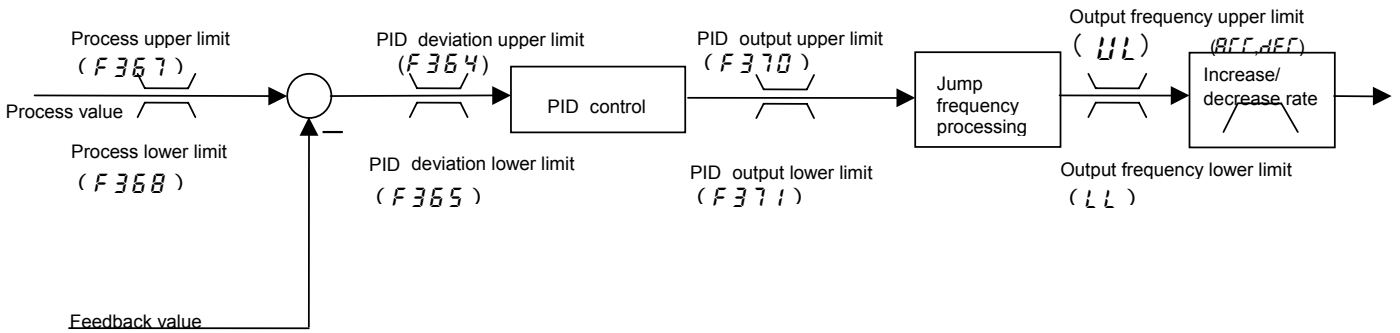 Process upper limit
(F367)
Process value
Process lower limit
(F368)
Feedback value
PID deviation upper limit
(F364)
PID deviation lower limit
(F365)
PID control
PID output upper limit
(F370)
PID output lower limit
(F371)
Jump
frequency
processing
Output frequency upper limit
(UL)
Output frequency lower limit
(LL)
(ACC,dEC)
Increase/
decrease rate